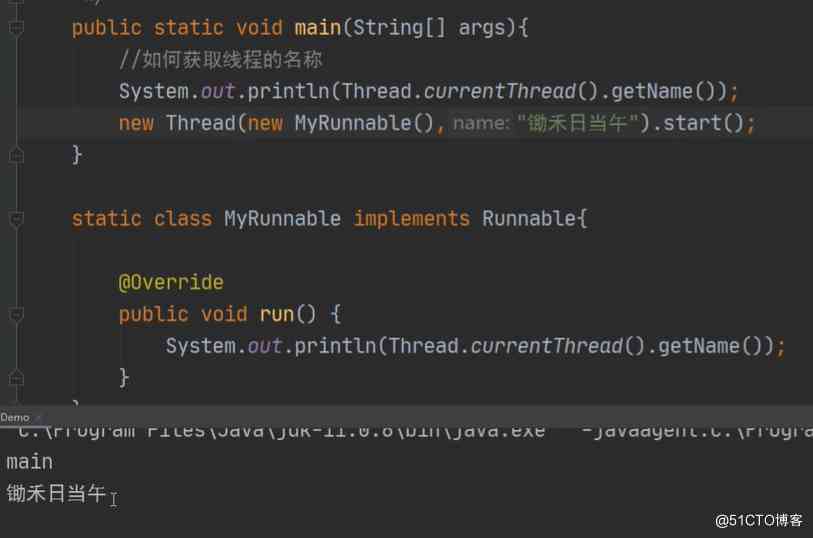 public static void main(String[] args){
//如何获取线程的名称
System.out.println(Thread.currentThread().getName());
new Thread(new MyRunnable(), name: "锄禾日当午").start();
}
static class MyRunnable implements Runnable{
@Override
public void run() {
System.out.println(Thread.currentThread().getName());
}
Demo ×
C:\Program Files\Java\jdk-11.0.6\bin\java.exe" "-javaagent:C:\Progra
main
锄禾日当午
@51CTO博客